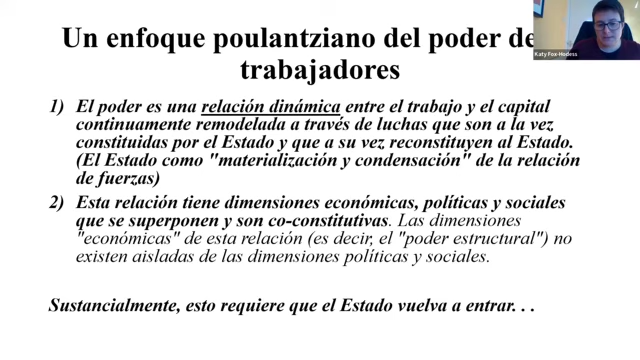 Un enfoque poulantziano del poder de
trabajadores
Katy Fox-Hodess
1) El poder es una relación dinámica entre el trabajo y el capital
continuamente remodelada a través de luchas que son a la vez
constituidas por el Estado y que a su vez reconstituyen al Estado.
(El Estado como "materialización y condensación" de la relación
de fuerzas)
2) Esta relación tiene dimensiones económicas, políticas y sociales
que se superponen y son co-constitutivas. Las dimensiones
"económicas" de esta relación (es decir, el "poder estructural") no
existen aisladas de las dimensiones políticas y sociales.
Sustancialmente, esto requiere que el Estado vuelva a entrar. . .